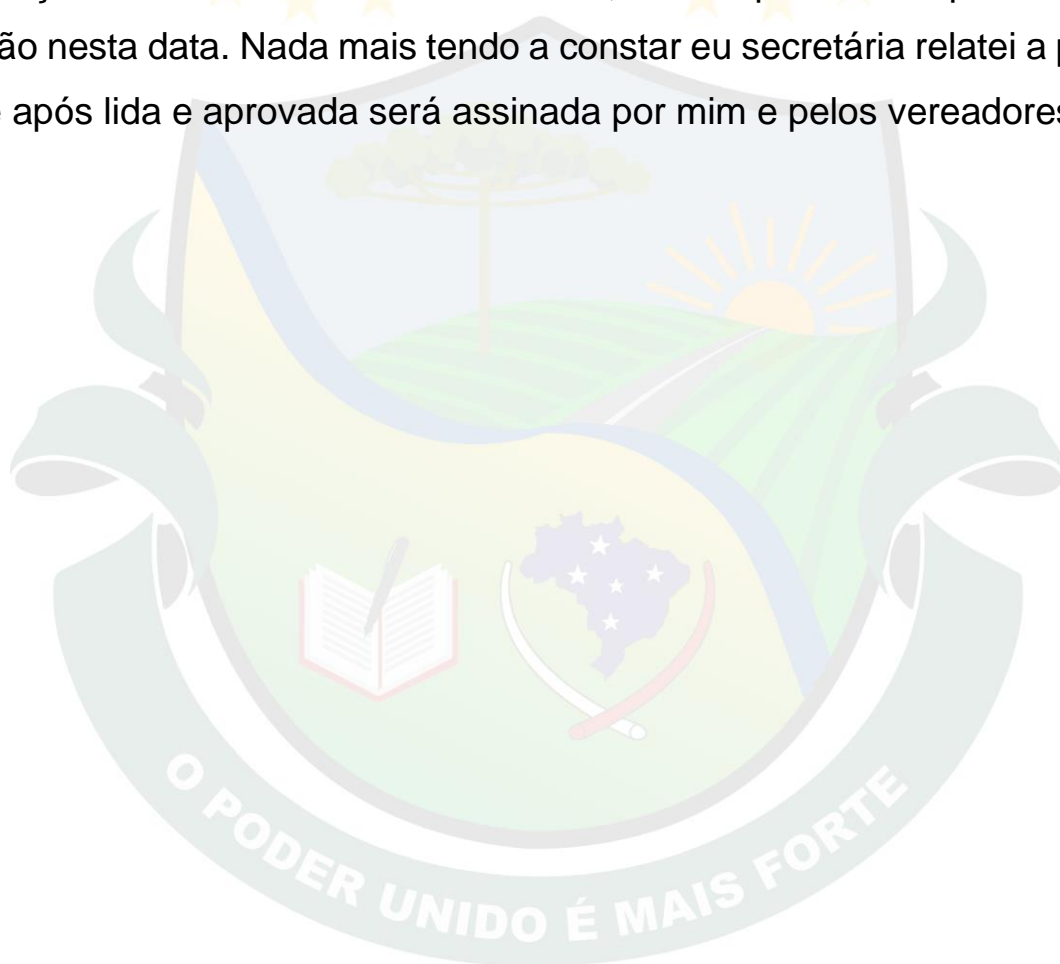 ão nesta data. Nada mais tendo a constar eu secretária relatei a p
e após lida e aprovada será assinada por mim e pelos vereadores
O PODER UNIDO É MAIS FORTE